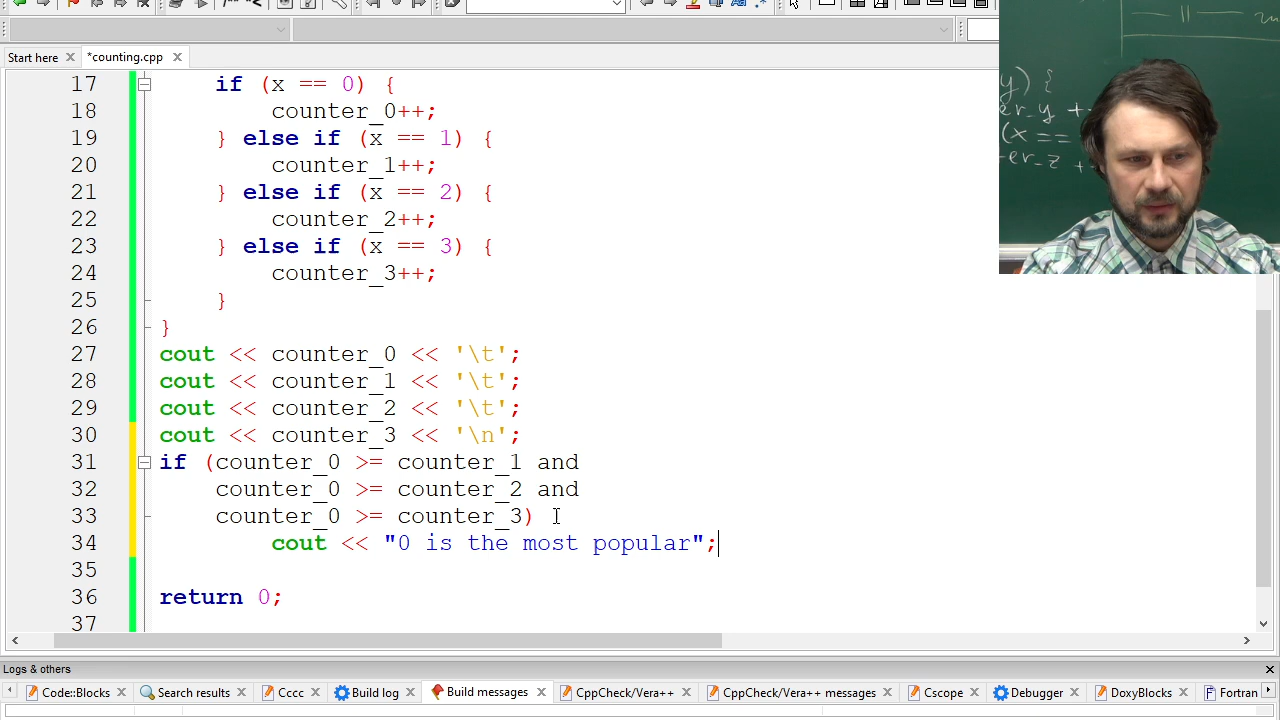 Start here
*counting.cpp
17 if (x == 0) {
18 counter_0++;
19 } else if (x == 1) {
20 counter_1++;
21 } else if (x == 2) {
22 counter_2++;
23 } else if (x == 3) {
24 counter_3++;
25 }
26 }
27 cout << counter_0 << '\t';
28 cout << counter_1 << '\t';
29 cout << counter_2 << '\t';
30 cout << counter_3 << '\n';
31 if (counter_0 >= counter_1 and
32 counter_0 >= counter_2 and
33 counter_0 >= counter_3)
34 cout << "0 is the most popular";
35
36 return 0;
37
y) {
er_y +
(x ==
er_z +
Logs & others
Code::Blocks
Search results
Ccc
Build log
Build messages
CppCheck/Vera++
CppCheck/Vera++ messages
Cscope
Debugger
DoxyBlocks
Fortran